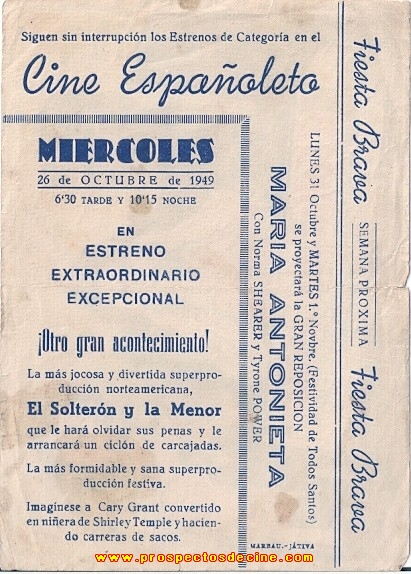 Siguen sin interrupción los Estrenos de Categoría en el
Cine Españoleto
MIERCOLES
26 de OCTUBRE de 1949
6'30 TARDE Y 10'15 NOCHE
EN
ESTRENO
EXTRAORDINARIO
EXCEPCIONAL
¡Otro gran acontecimiento!
La más jocosa y divertida superpro-
ducción norteamericana,
El Solterón y la Menor
que le hará olvidar sus penas y le
arrancará un ciclón de carcajadas.
La más formidable y sana superpro-
ducción festiva.
Imagínese a Cary Grant convertido
en niñera de Shirley Temple y hacien-
do carreras de sacos.
LUNES 31 Octubre y MARTES 1.º Novbre. (Festividad de Todos Santos)
se proyectará la GRAN REPOSICION
MARIA ANTONIETA
Con Norma SHEARER y Tyrone POWER
MARBAU.-JÁTIVA
Fiesta Brava
SEMANA PROXIMA
Fiesta Brava
www.prospectosdecine.com